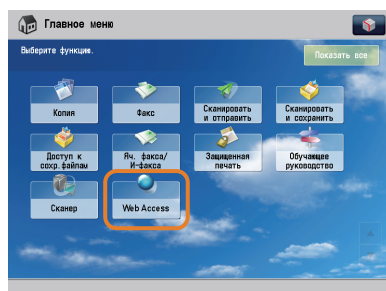 Главное меню
Выберите функцию.
Показать все
Копия
Факс
Сканировать
и отправить
Сканировать
и сохранить
Доступ к
сохр.файлам
Яч. факса/
И-факса
Защищенная
печать
Обучающее
руководство
Сканер
Web Access